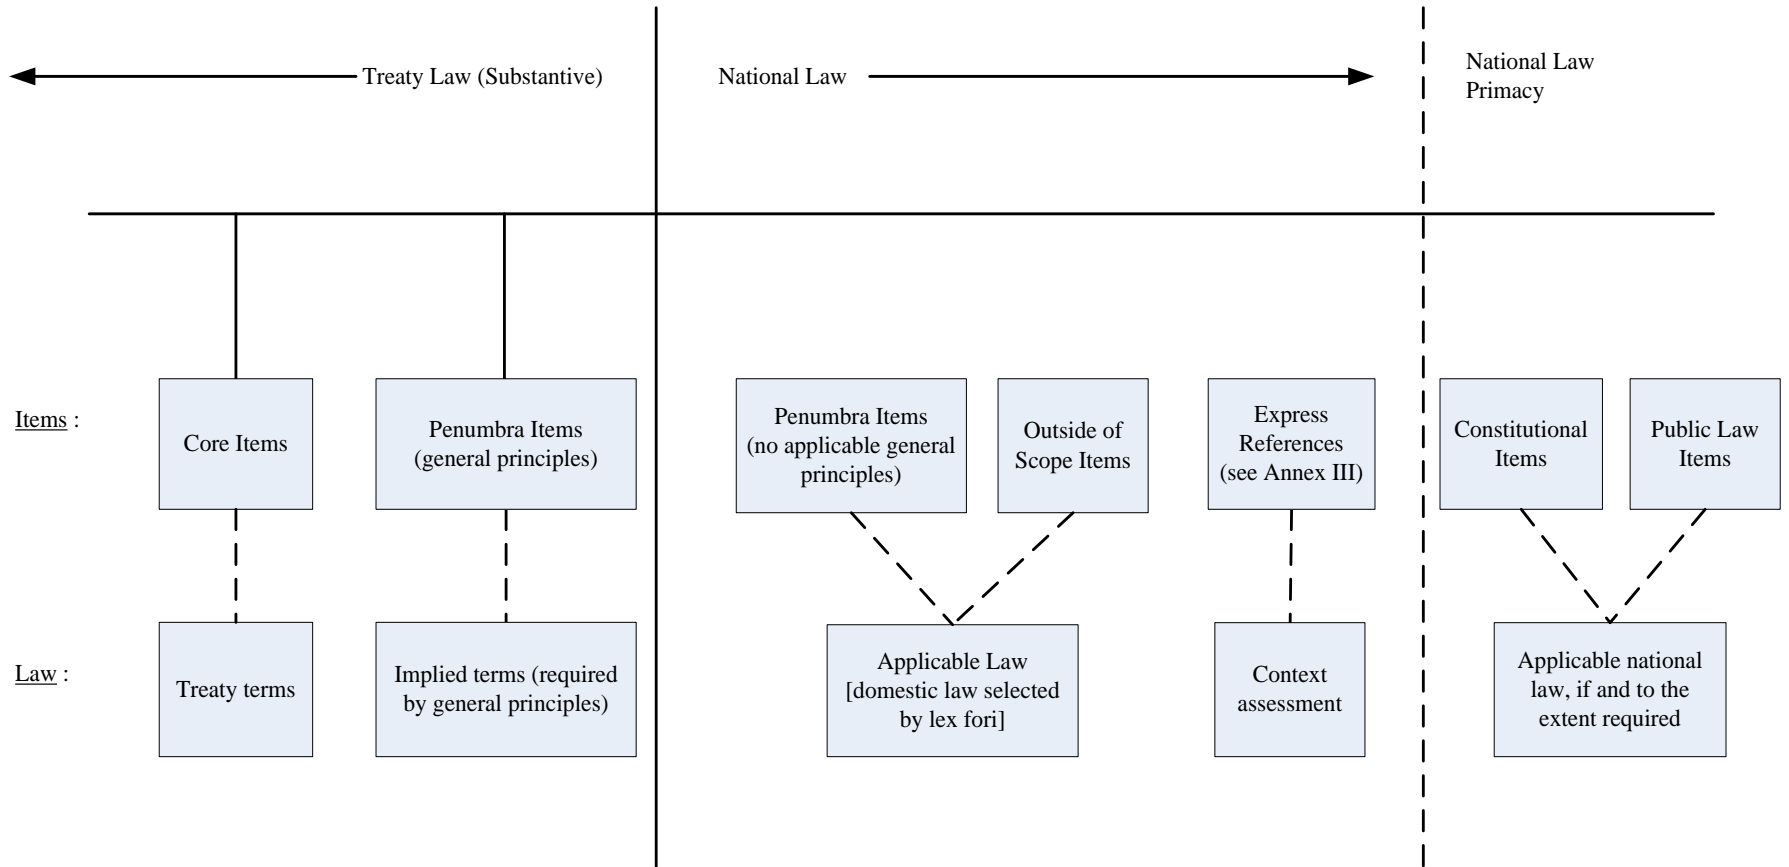 Treaty Law (Substantive)
National Law
National Law
Primacy
Items :
Core Items
Penumbra Items
(general principles)
Penumbra Items
(no applicable general
principles)
Outside of
Scope Items
Express
References
(see Annex III)
Constitutional
Items
Public Law
Items
Law :
Treaty terms
Implied terms (required
by general principles)
Applicable Law
[domestic law selected
by lex fori]
Context
assessment
Applicable national
law, if and to the
extent required